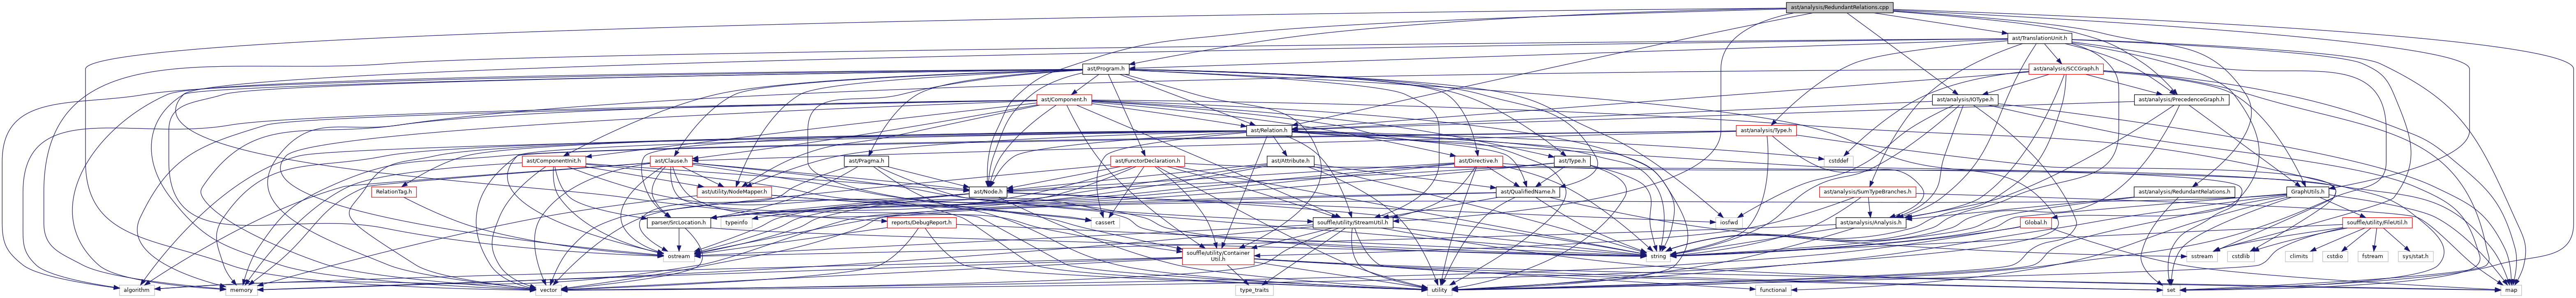 ast/analysis/RedundantRelations.cpp
ast/TranslationUnit.h
ast/Program.h
ast/analysis/SCCGraph.h
ast/Component.h
ast/analysis/IOType.h
ast/analysis/PrecedenceGraph.h
ast/Relation.h
ast/analysis/Type.h
ast/ComponentInit.h
ast/Clause.h
ast/Pragma.h
ast/FunctorDeclaration.h
ast/Attribute.h
ast/Directive.h
ast/Type.h
cstddef
RelationTag.h
ast/utility/NodeMapper.h
ast/Node.h
ast/QualifiedName.h
ast/analysis/SumTypeBranches.h
ast/analysis/RedundantRelations.h
GraphUtils.h
parser/SrcLocation.h
typeinfo
reports/DebugReport.h
cassert
souffle/utility/StreamUtil.h
iosfwd
ast/analysis/Analysis.h
Global.h
souffle/utility/FileUtil.h
ostream
souffle/utility/Container
Util.h
string
sstream
cstdlib
climits
cstdio
fstream
sys/stat.h
algorithm
memory
vector
type_traits
utility
functional
set
map